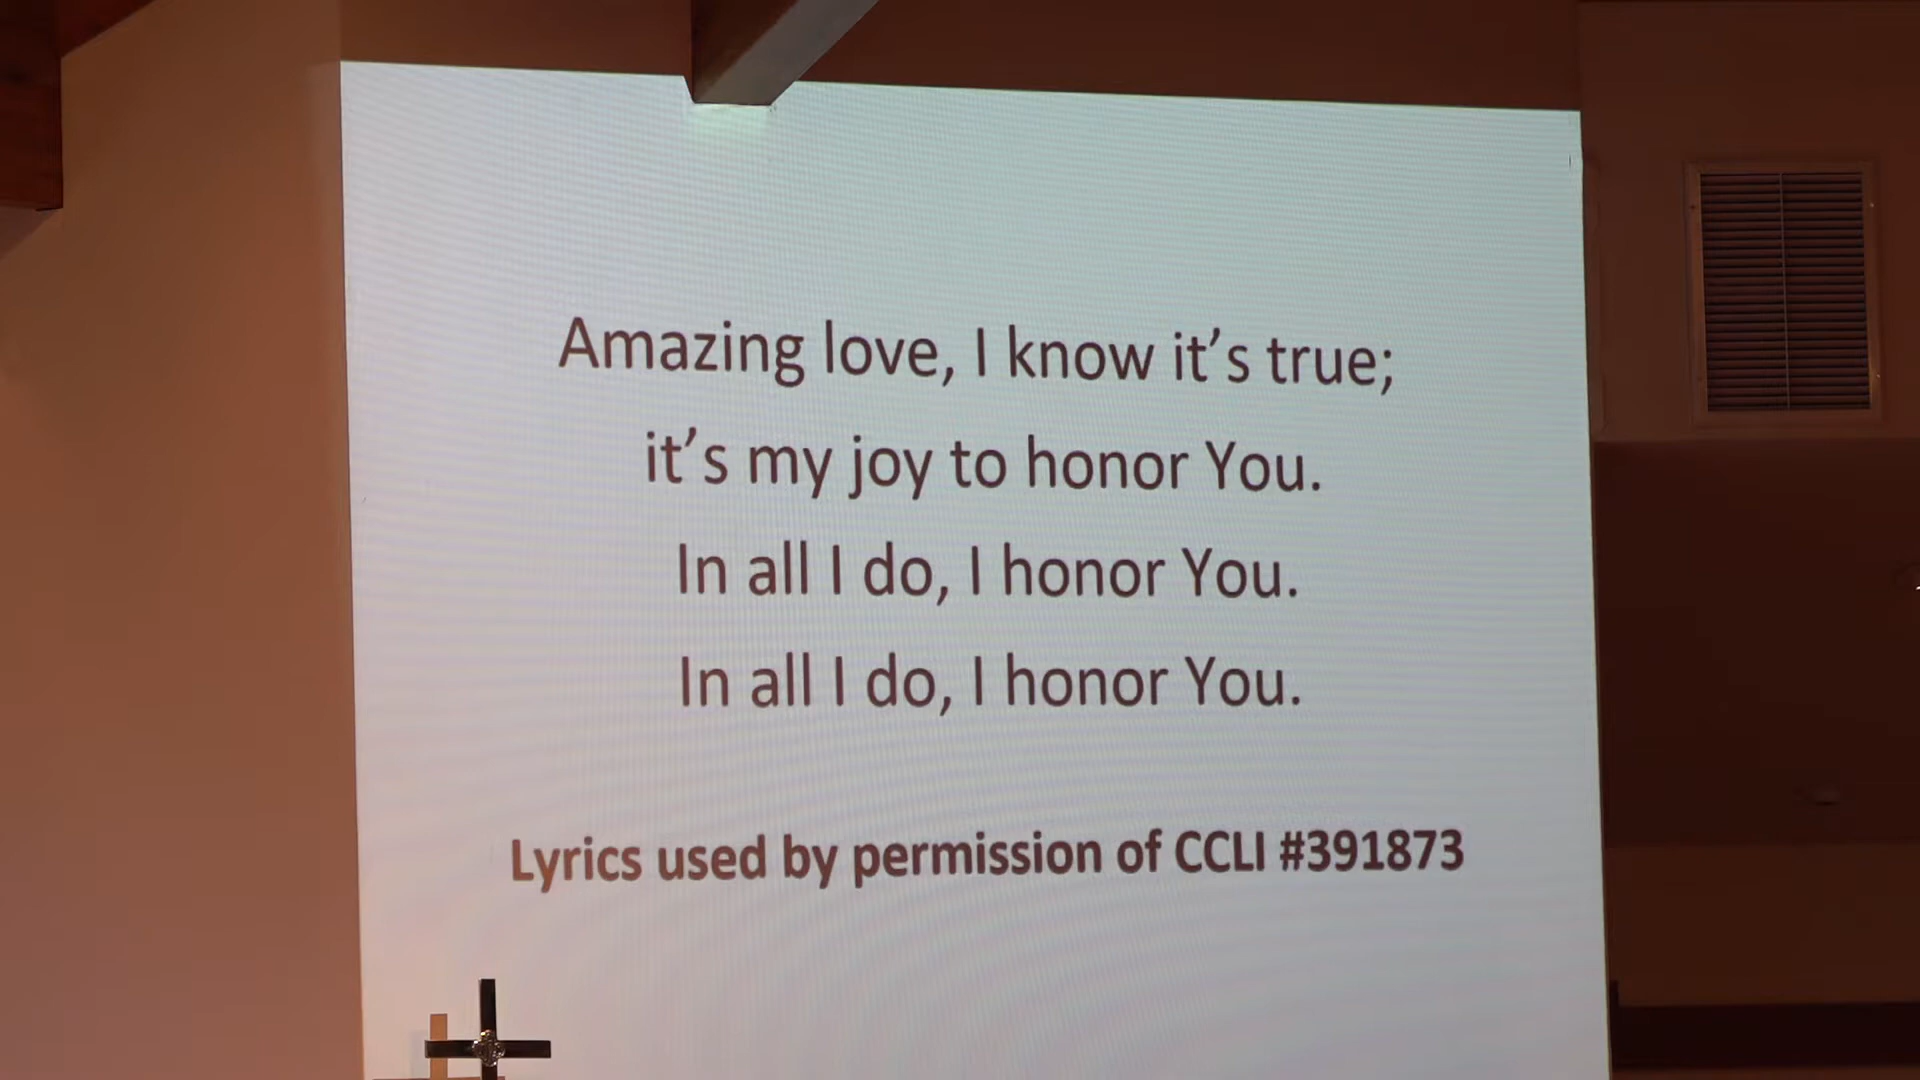 Amazing love, I know it’s true;
it’s my joy to honor You.
In all I do, I honor You.
In all I do, I honor You.
Lyrics used by permission of CCLI #391873